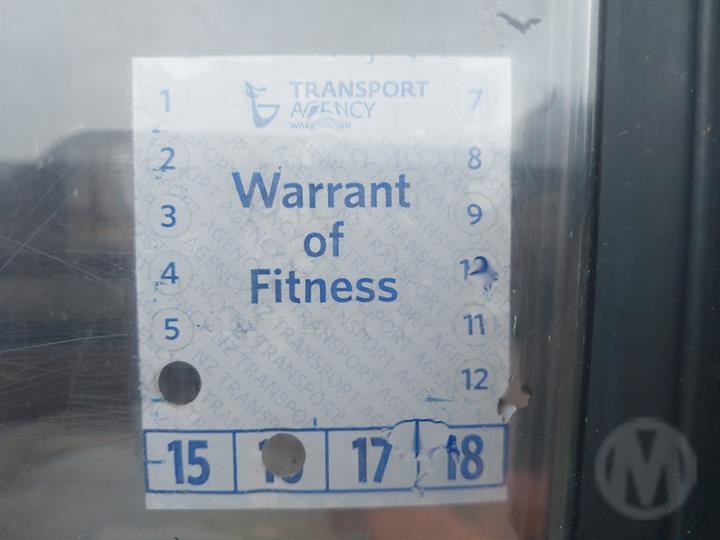 TRANSPORT
AGENCY
1
7
2
8
Warrant
3
9
of
4
Fitness
5
11
12
15
17
18
M